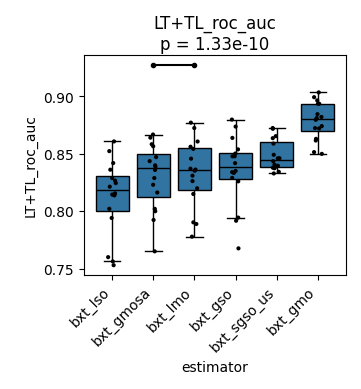 LT+TL_roc_auc
p = 1.33e-10
LT+TL_roc_auc
0.90
0.85
0.80
0.75
bxt_lso
bxt_gmosa
bxt_lmo
bxt_gso
bxt_sgso_us
bxt_gmo
estimator